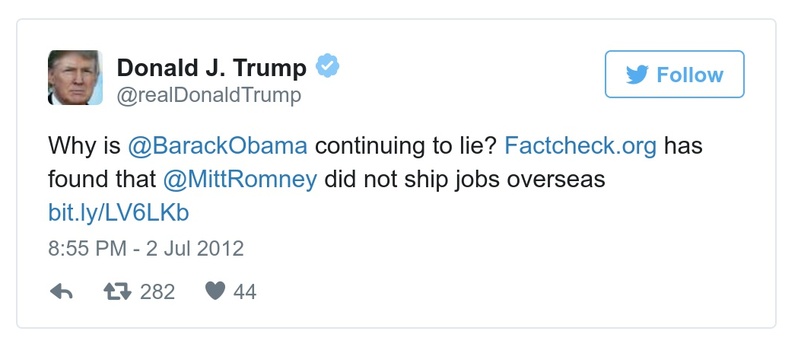 Donald J. Trump
@realDonaldTrump
Follow
Why is @BarackObama continuing to lie? Factcheck.org has
found that @MittRomney did not ship jobs overseas
bit.ly/LV6LKb
8:55 PM - 2 Jul 2012
282 44